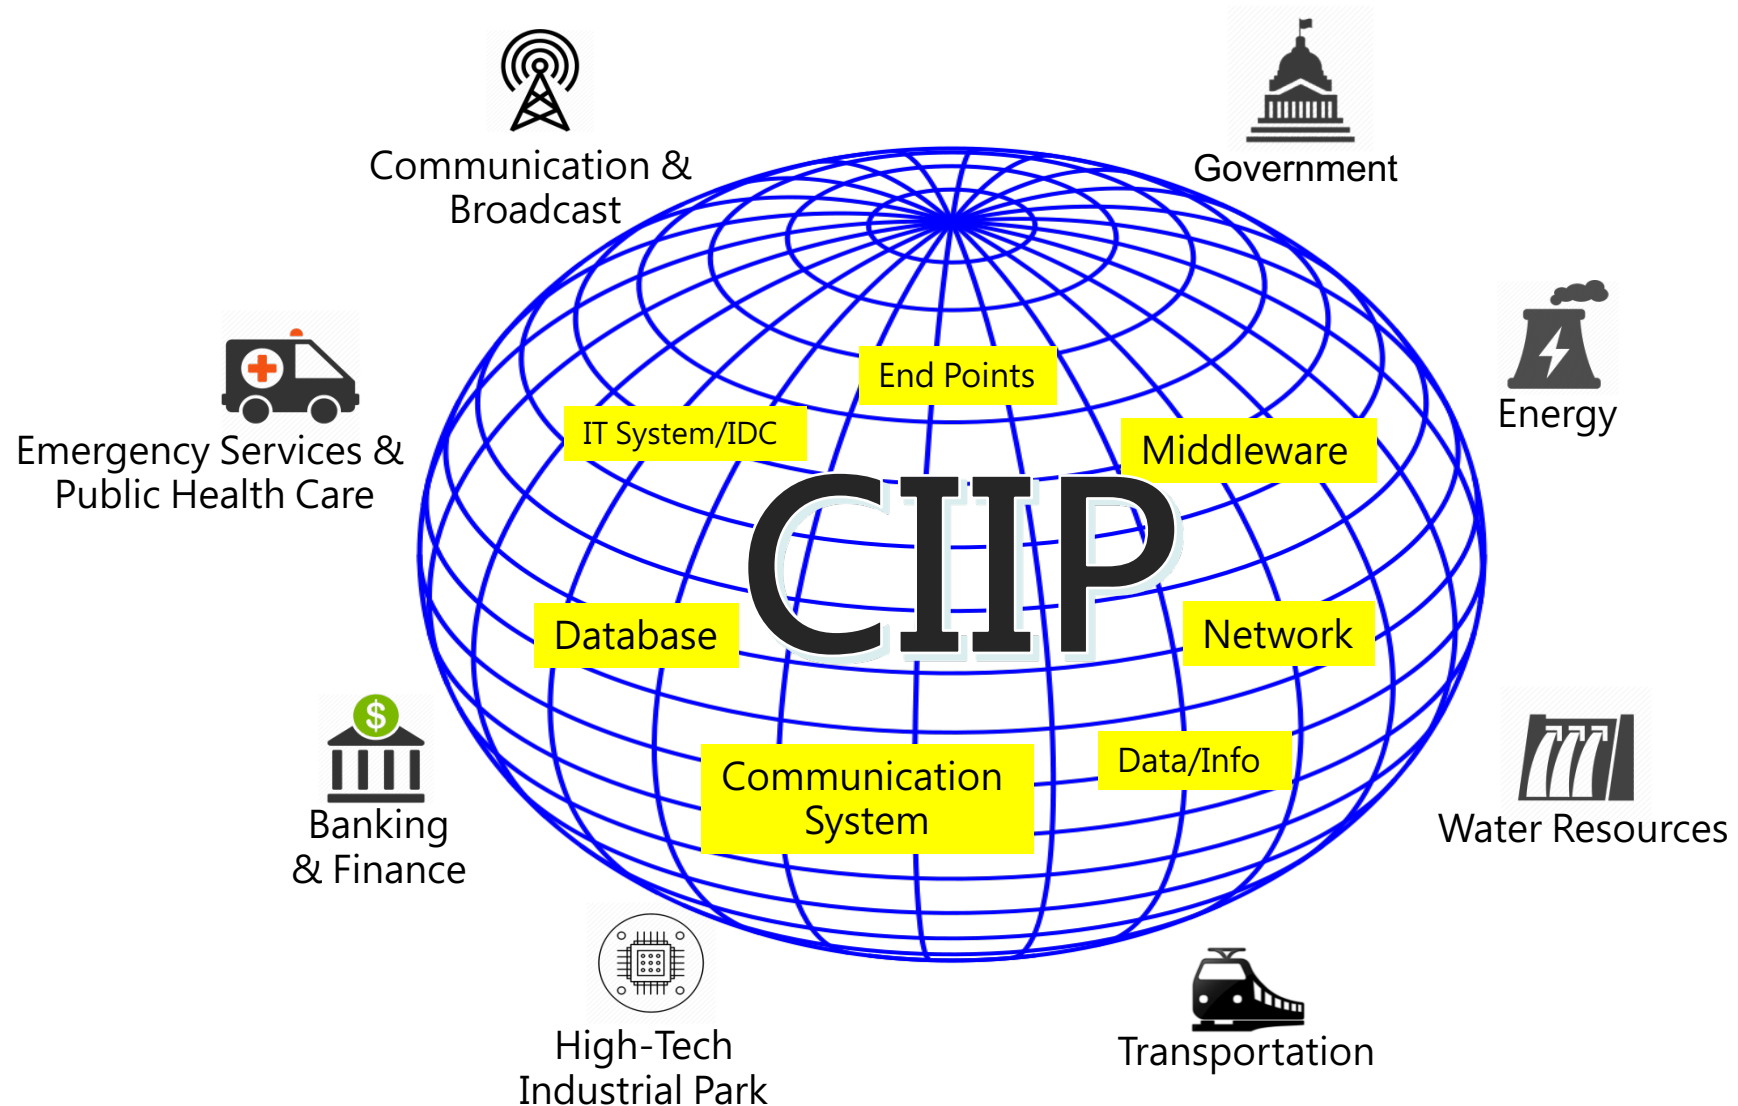 Communication &
Broadcast
Government
Energy
Emergency Services &
Public Health Care
End Points
IT System/IDC
Middleware
CIIP
Database
Network
Communication
System
Data/Info
$
Banking
& Finance
Water Resources
High-Tech
Industrial Park
Transportation